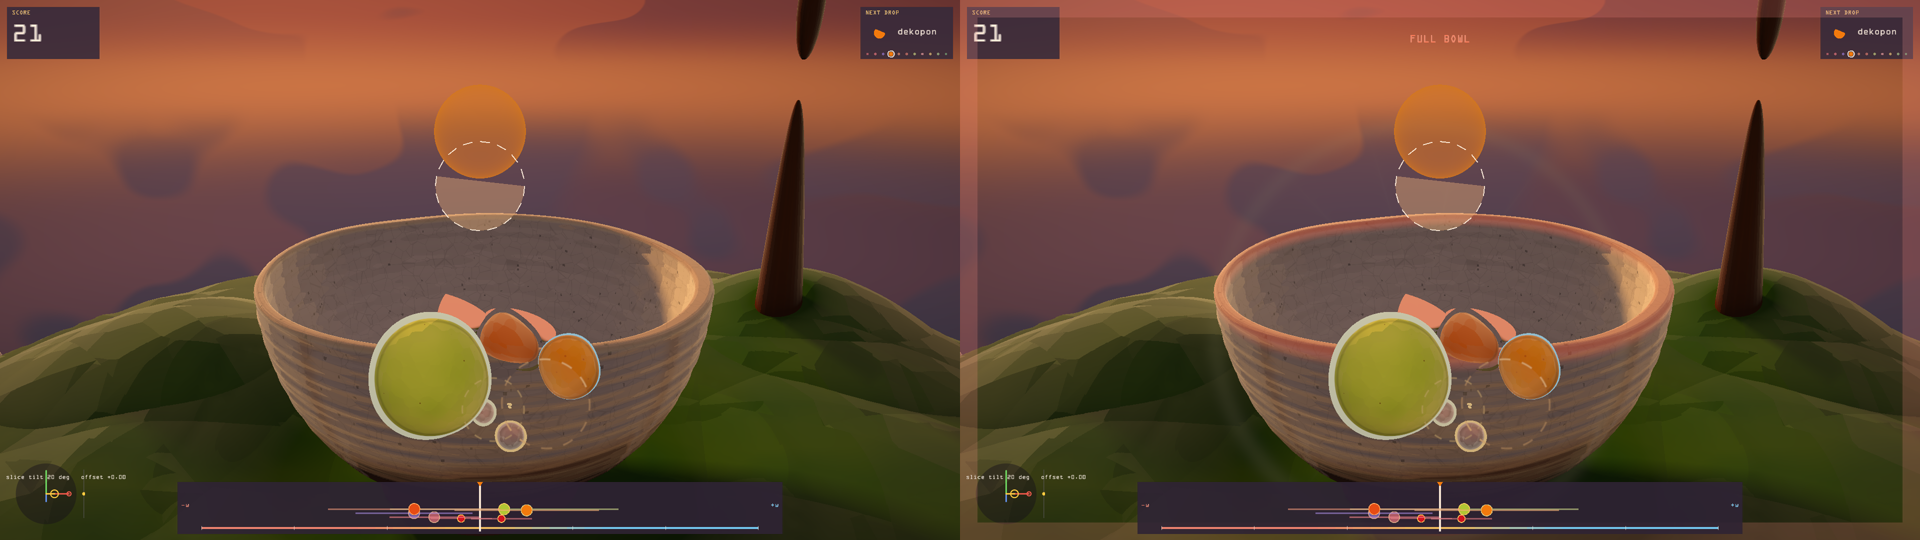 SCORE
21
NEXT DROP
dekopon
slice tilt 20 deg offset +0.00
-w
+w
SCORE
21
FULL BOWL
NEXT DROP
dekopon
slice tilt 20 deg offset +0.00
-w
+w